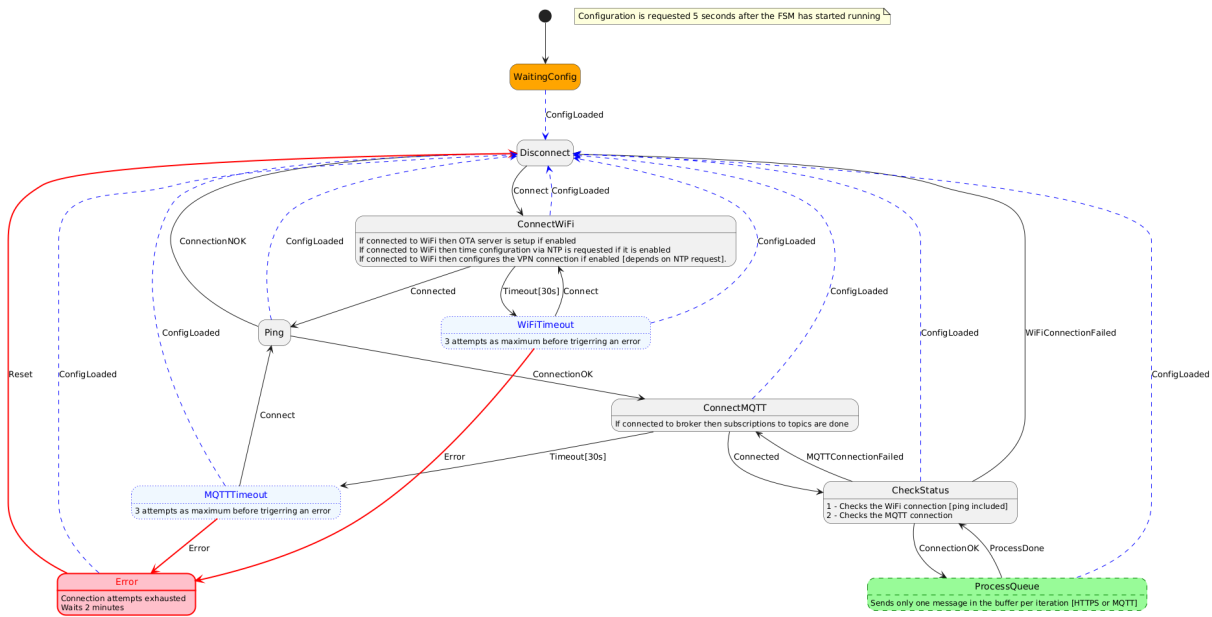 Configuration is requested 5 seconds after the FSM has started running
WaitingConfig
ConfigLoaded
Disconnect
Connect
ConfigLoaded
ConnectWiFi
If connected to WiFi then OTA server is setup if enabled
If connected to WiFi then time configuration via NTP is requested if it is enabled
If connected to WiFi then configures the VPN connection if enabled [depends on NTP request].
ConnectionNOK
ConfigLoaded
ConfigLoaded
Connected
Timeout[30s]
Connect
ConfigLoaded
WiFiTimeout
3 attempts as maximum before trigerring an error
Ping
ConfigLoaded
ConfigLoaded
WiFiConnectionFailed
Reset
ConfigLoaded
ConnectionOK
ConfigLoaded
ConnectMQTT
If connected to broker then subscriptions to topics are done
Connect
Error
Timeout[30s]
Connected
MQTTConnectionFailed
MQTTTimeout
3 attempts as maximum before trigerring an error
CheckStatus
1 - Checks the WiFi connection [ping included]
2 - Checks the MQTT connection
Error
ConnectionOK
ProcessDone
Error
Connection attempts exhausted
Waits 2 minutes
ProcessQueue
Sends only one message in the buffer per iteration [HTTPS or MQTT]